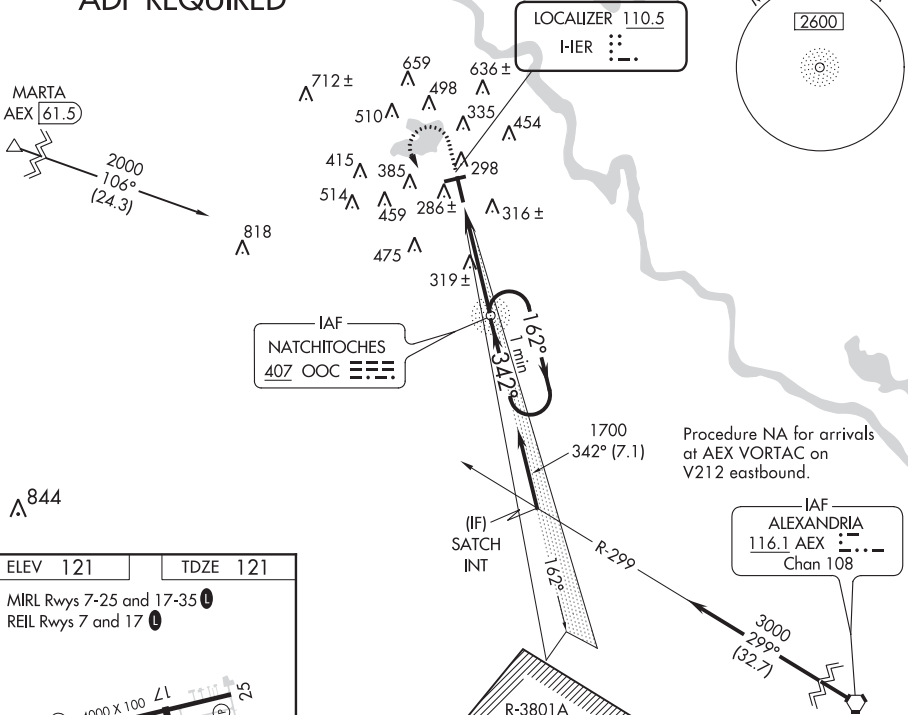 ADF REQUIRED
LOCALIZER 110.5
I-IER
2600
MARTA
AEX 61.5
2000
106°
(24.3)
712±
659
636±
498
510
335
454
415
385
298
514
459
286±
316±
818
475
319±
IAF
NATCHITOCHES
407 OOC
162°
1 min
342°
1700
342° (7.1)
Procedure NA for arrivals
at AEX VORTAC on
V212 eastbound.
844
(IF)
SATCH
INT
R-299
IAF
ALEXANDRIA
116.1 AEX
Chan 108
162°
3000
299°
(32.7)
ELEV 121
TDZE 121
MIRL Rwys 7-25 and 17-35 L
REIL Rwys 7 and 17 L
4000 X 100
17
25
P
R-3801A